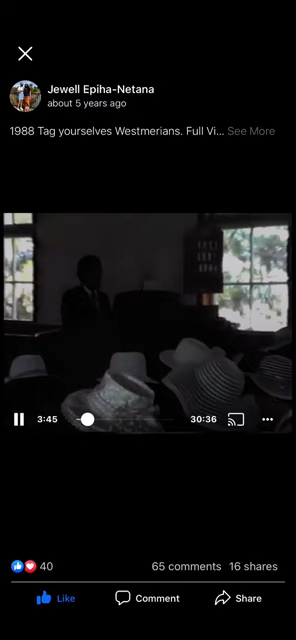 Jewell Epiha-Netana
about 5 years ago
1988 Tag yourselves Westmerians. Full Vi... See More
3:45 30:36
40 65 comments 16 shares
Like Comment Share